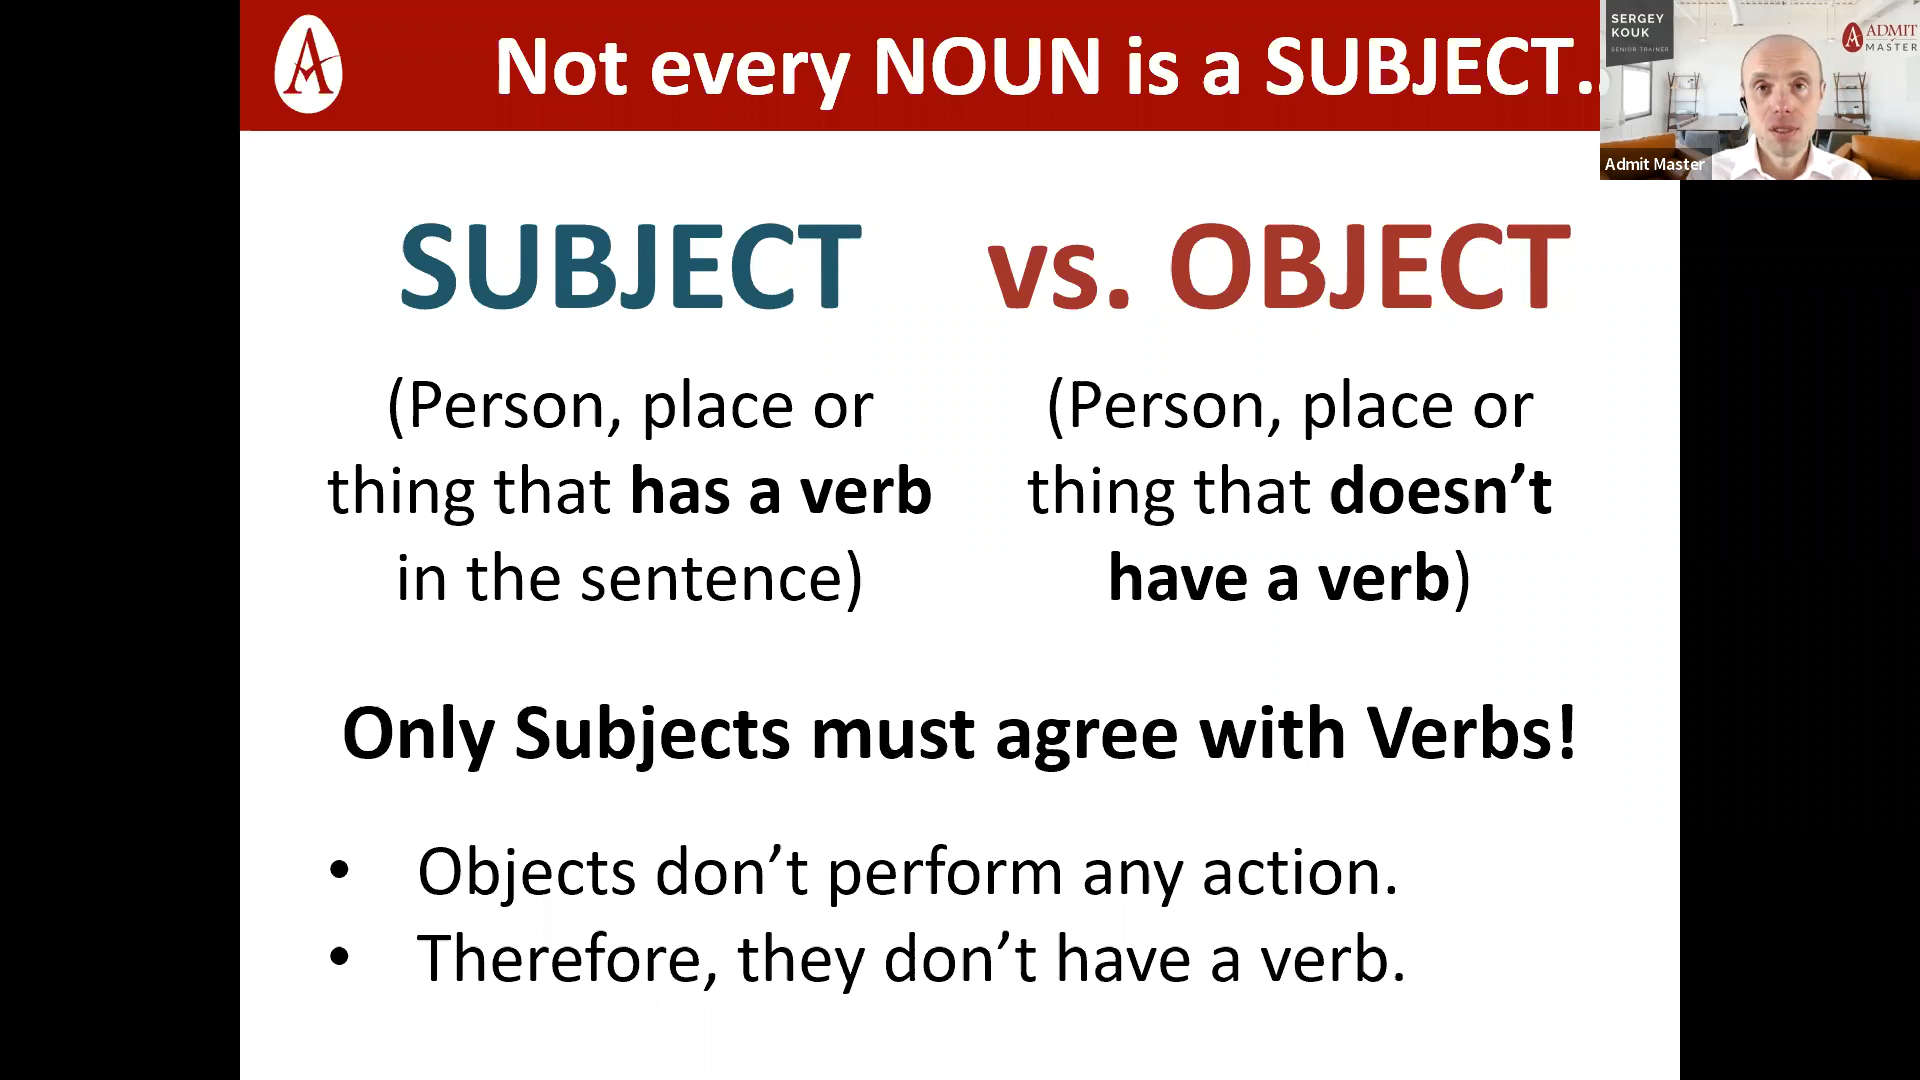 Not every NOUN is a SUBJECT.
SERGEY
KOUK
SENIOR TRAINER
ADMIT
MASTER
Admit Master
SUBJECT vs. OBJECT
(Person, place or
thing that has a verb
in the sentence)
(Person, place or
thing that doesn’t
have a verb)
Only Subjects must agree with Verbs!
• Objects don’t perform any action.
• Therefore, they don’t have a verb.